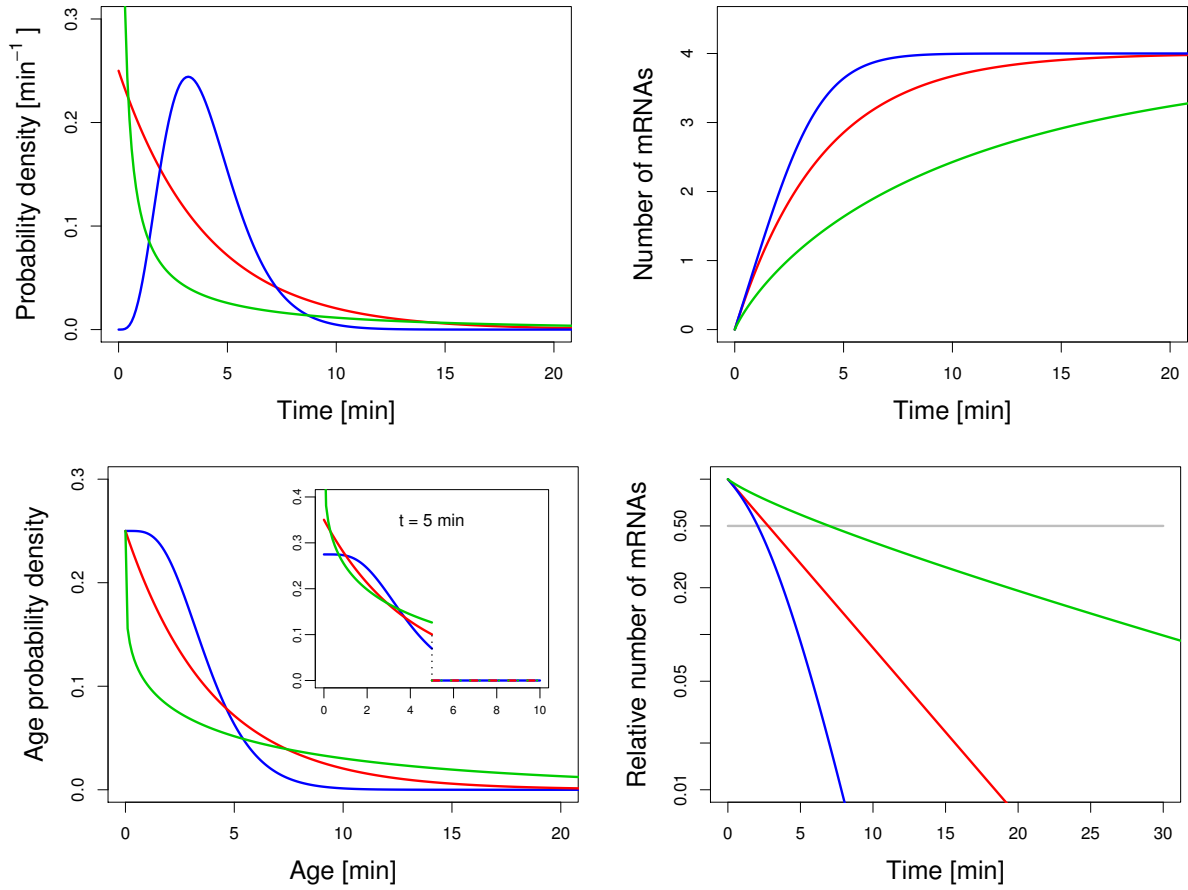 Probability density [min⁻¹ ]
0.3
0.2
0.1
0.0
0 5 10 15 20
Time [min]
Number of mRNAs
4
3
2
1
0
0 5 10 15 20
Time [min]
Age probability density
0.3
0.2
0.1
0.0
0 5 10 15 20
Age [min]
t = 5 min
0.4
0.3
0.2
0.1
0.0
0 2 4 6 8 10
Relative number of mRNAs
0.50
0.20
0.05
0.01
0 5 10 15 20 25 30
Time [min]